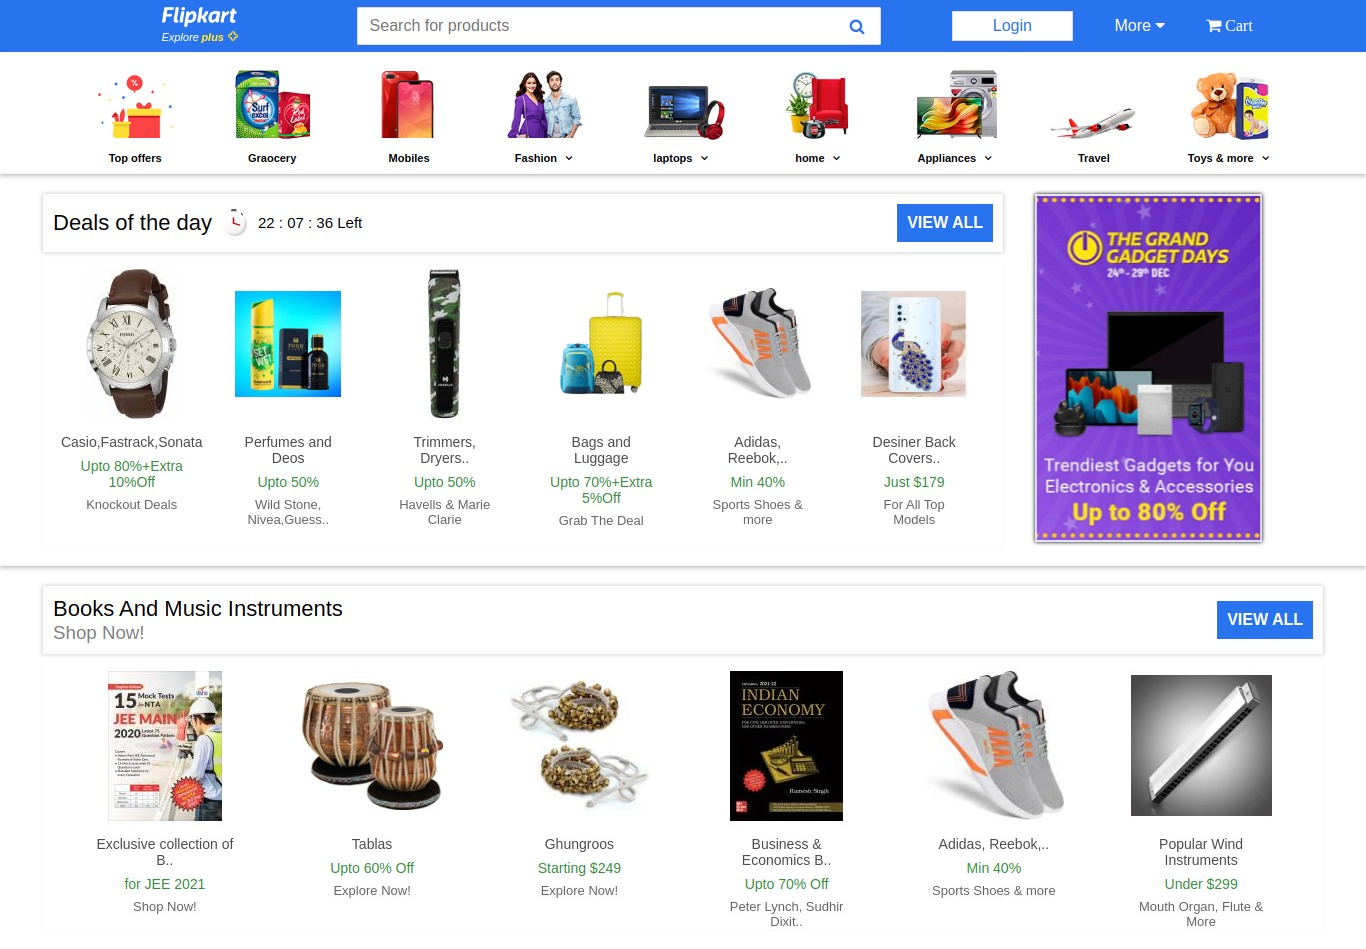 Flipkart
Explore plus
Search for products
Login
More
Cart
Top offers
Graocery
Mobiles
Fashion
laptops
home
Appliances
Travel
Toys & more
Deals of the day
22 : 07 : 36 Left
VIEW ALL
Casio,Fastrack,Sonata
Upto 80%+Extra
10%Off
Knockout Deals
Perfumes and
Deos
Upto 50%
Wild Stone,
Nivea,Guess..
Trimmers,
Dryers..
Upto 50%
Havells & Marie
Clarie
Bags and
Luggage
Upto 70%+Extra
5%Off
Grab The Deal
Adidas,
Reebok,..
Min 40%
Sports Shoes &
more
Desiner Back
Covers..
Just $179
For All Top
Models
THE GRAND
GADGET DAYS
24th - 29th DEC
Trendiest Gadgets for You
Electronics & Accessories
Up to 80% Off
Books And Music Instruments
Shop Now!
VIEW ALL
15 Mock Tests
for NTA
JEE MAIN
2020
INDIAN
ECONOMY
Ramesh Singh
Exclusive collection of
B..
for JEE 2021
Shop Now!
Tablas
Upto 60% Off
Explore Now!
Ghungroos
Starting $249
Explore Now!
Business &
Economics B..
Upto 70% Off
Peter Lynch, Sudhir
Dixit..
Adidas, Reebok,..
Min 40%
Sports Shoes & more
Popular Wind
Instruments
Under $299
Mouth Organ, Flute &
More